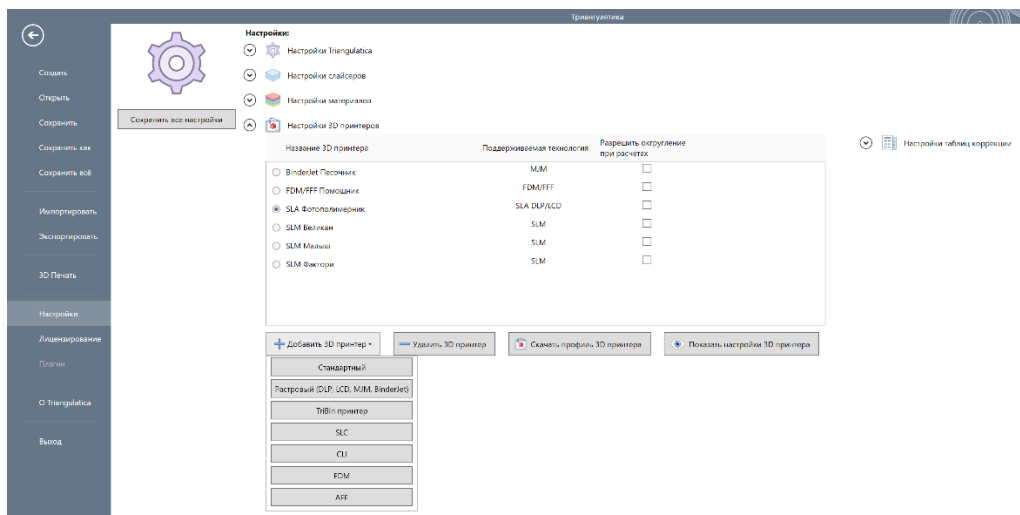 Триангулятика
Создать
Открыть
Сохранить
Сохранить как
Сохранить всё
Импортировать
Экспортировать
3D Печать
Настройки
Лицензирование
Плагин
О Triangulatica
Выход
Сохранить все настройки
Настройки:
Настройки Triangulatica
Настройки слайсеров
Настройки материалов
Настройки 3D принтеров
Название 3D принтера
Поддерживаемая технология
Разрешить округление
при расчетах
BinderJet Песочник MJM
FDM/FFF Помощник FDM/FFF
SLA Фотополимерник SLA DLP/LCD
SLM Великан SLM
SLM Малыш SLM
SLM Фактори SLM
Добавить 3D принтер
Удалить 3D принтер
Скачать профиль 3D принтера
Показать настройки 3D принтера
Стандартный
Растровый (DLP, LCD, MJM, BinderJet)
TriBin принтер
SLC
CLI
FDM
AFF
Настройки таблиц коррекции